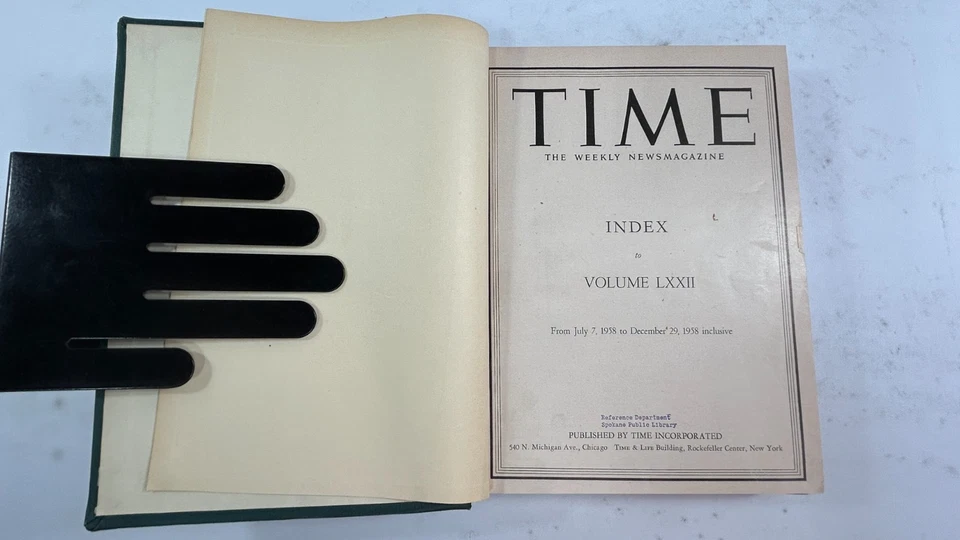 TIME
THE WEEKLY NEWSMAGAZINE
INDEX
to
VOLUME LXXII
From July 7, 1958 to December 29, 1958 inclusive
Reference Department
Spokane Public Library
PUBLISHED BY TIME INCORPORATED
540 N. Michigan Ave., Chicago TIME & LIFE Building, Rockefeller Center, New York